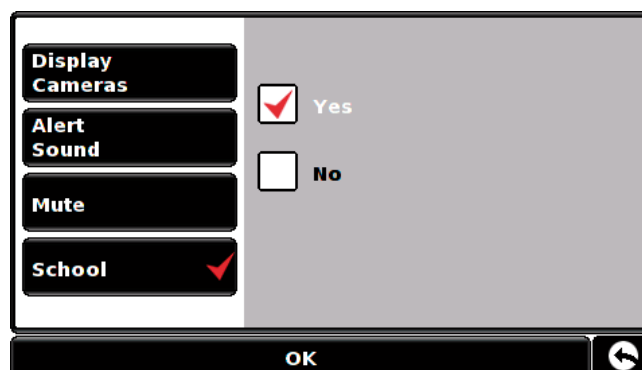 Display
Cameras
Alert
Sound
Mute
School
Yes
No
OK